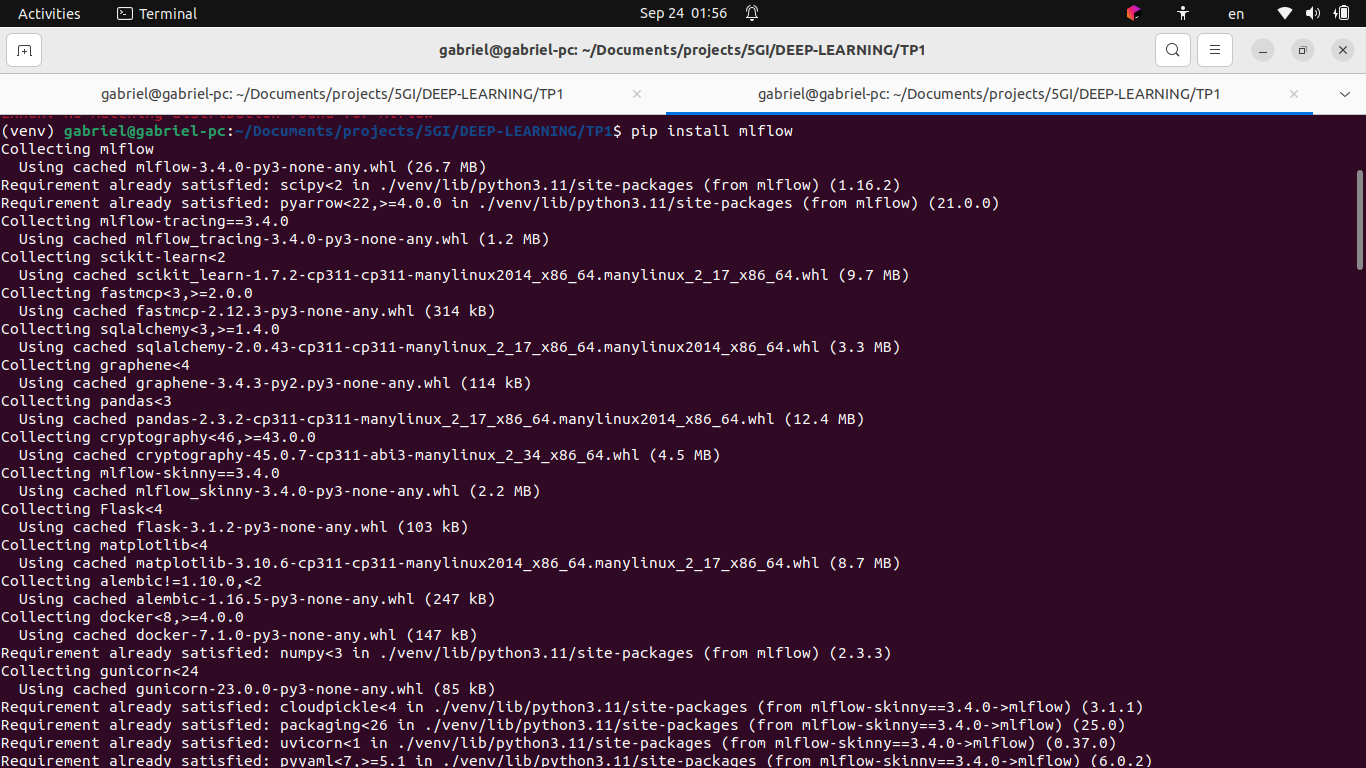 Activities
Terminal
Sep 24 01:56
en
gabriel@gabriel-pc: ~/Documents/projects/5GI/DEEP-LEARNING/TP1
gabriel@gabriel-pc: ~/Documents/projects/5GI/DEEP-LEARNING/TP1
gabriel@gabriel-pc: ~/Documents/projects/5GI/DEEP-LEARNING/TP1
(venv) gabriel@gabriel-pc:~/Documents/projects/5GI/DEEP-LEARNING/TP1$ pip install mlflow
Collecting mlflow
  Using cached mlflow-3.4.0-py3-none-any.whl (26.7 MB)
Requirement already satisfied: scipy<2 in ./venv/lib/python3.11/site-packages (from mlflow) (1.16.2)
Requirement already satisfied: pyarrow<22,>=4.0.0 in ./venv/lib/python3.11/site-packages (from mlflow) (21.0.0)
Collecting mlflow-tracing==3.4.0
  Using cached mlflow_tracing-3.4.0-py3-none-any.whl (1.2 MB)
Collecting scikit-learn<2
  Using cached scikit_learn-1.7.2-cp311-cp311-manylinux2014_x86_64.manylinux_2_17_x86_64.whl (9.7 MB)
Collecting fastmcp<3,>=2.0.0
  Using cached fastmcp-2.12.3-py3-none-any.whl (314 kB)
Collecting sqlalchemy<3,>=1.4.0
  Using cached sqlalchemy-2.0.43-cp311-cp311-manylinux_2_17_x86_64.manylinux2014_x86_64.whl (3.3 MB)
Collecting graphene<4
  Using cached graphene-3.4.3-py2.py3-none-any.whl (114 kB)
Collecting pandas<3
  Using cached pandas-2.3.2-cp311-cp311-manylinux_2_17_x86_64.manylinux2014_x86_64.whl (12.4 MB)
Collecting cryptography<46,>=43.0.0
  Using cached cryptography-45.0.7-cp311-abi3-manylinux_2_34_x86_64.whl (4.5 MB)
Collecting mlflow-skinny==3.4.0
  Using cached mlflow_skinny-3.4.0-py3-none-any.whl (2.2 MB)
Collecting Flask<4
  Using cached flask-3.1.2-py3-none-any.whl (103 kB)
Collecting matplotlib<4
  Using cached matplotlib-3.10.6-cp311-cp311-manylinux2014_x86_64.manylinux_2_17_x86_64.whl (8.7 MB)
Collecting alembic!=1.10.0,<2
  Using cached alembic-1.16.5-py3-none-any.whl (247 kB)
Collecting docker<8,>=4.0.0
  Using cached docker-7.1.0-py3-none-any.whl (147 kB)
Requirement already satisfied: numpy<3 in ./venv/lib/python3.11/site-packages (from mlflow) (2.3.3)
Collecting gunicorn<24
  Using cached gunicorn-23.0.0-py3-none-any.whl (85 kB)
Requirement already satisfied: cloudpickle<4 in ./venv/lib/python3.11/site-packages (from mlflow-skinny==3.4.0->mlflow) (3.1.1)
Requirement already satisfied: packaging<26 in ./venv/lib/python3.11/site-packages (from mlflow-skinny==3.4.0->mlflow) (25.0)
Requirement already satisfied: uvicorn<1 in ./venv/lib/python3.11/site-packages (from mlflow-skinny==3.4.0->mlflow) (0.37.0)
Requirement already satisfied: pyyaml<7,>=5.1 in ./venv/lib/python3.11/site-packages (from mlflow-skinny==3.4.0->mlflow) (6.0.2)